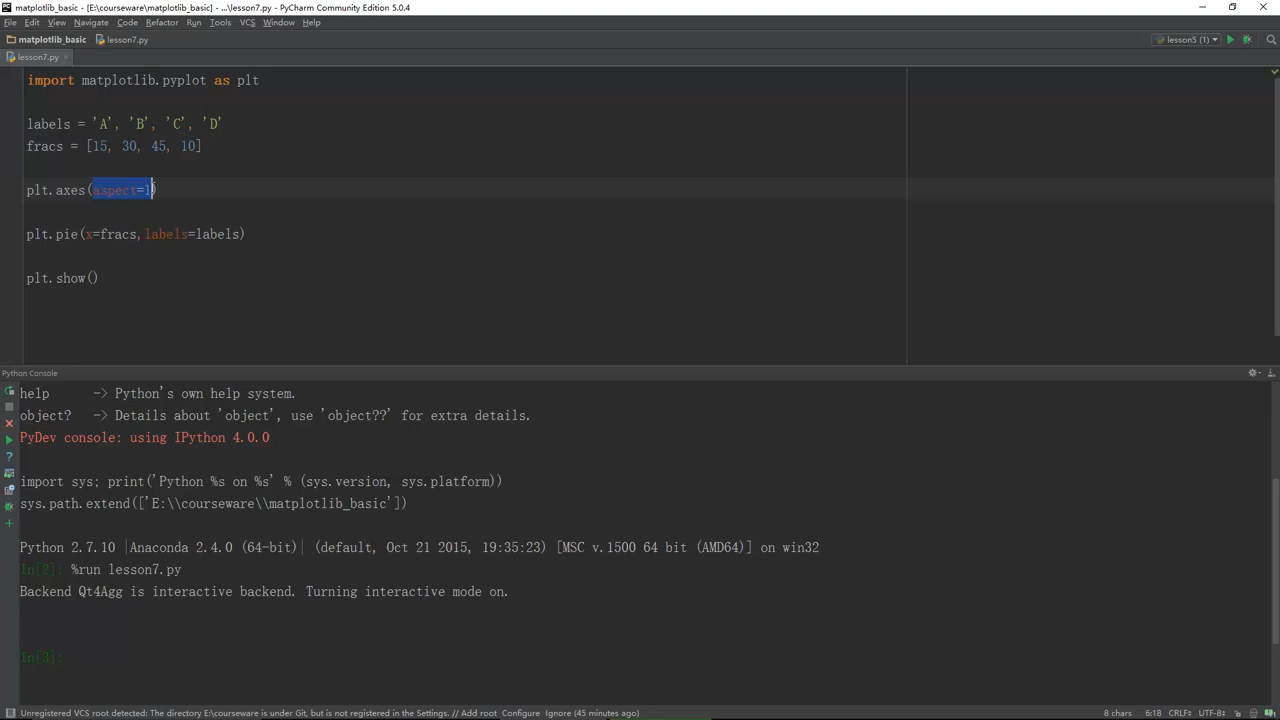 matplotlib_basic - [E:\courseware\matplotlib_basic] - ...\lesson7.py - PyCharm Community Edition 5.0.4
File Edit View Navigate Code Refactor Run Tools VCS Window Help
matplotlib_basic lesson7.py lesson5 (1)
lesson7.py
import matplotlib.pyplot as plt
labels = 'A', 'B', 'C', 'D'
fracs = [15, 30, 45, 10]
plt.axes(aspect=1)
plt.pie(x=fracs,labels=labels)
plt.show()
Python Console
help -> Python's own help system.
object? -> Details about 'object', use 'object??' for extra details.
PyDev console: using IPython 4.0.0
import sys; print('Python %s on %s' % (sys.version, sys.platform))
sys.path.extend(['E:\\courseware\\matplotlib_basic'])
Python 2.7.10 |Anaconda 2.4.0 (64-bit)| (default, Oct 21 2015, 19:35:23) [MSC v.1500 64 bit (AMD64)] on win32
In[2]: %run lesson7.py
Backend Qt4Agg is interactive backend. Turning interactive mode on.
In[3]:
Unregistered VCS root detected: The directory E:\courseware is under Git, but is not registered in the Settings. // Add root Configure Ignore (45 minutes ago) 8 chars 6:18 CRLF UTF-8